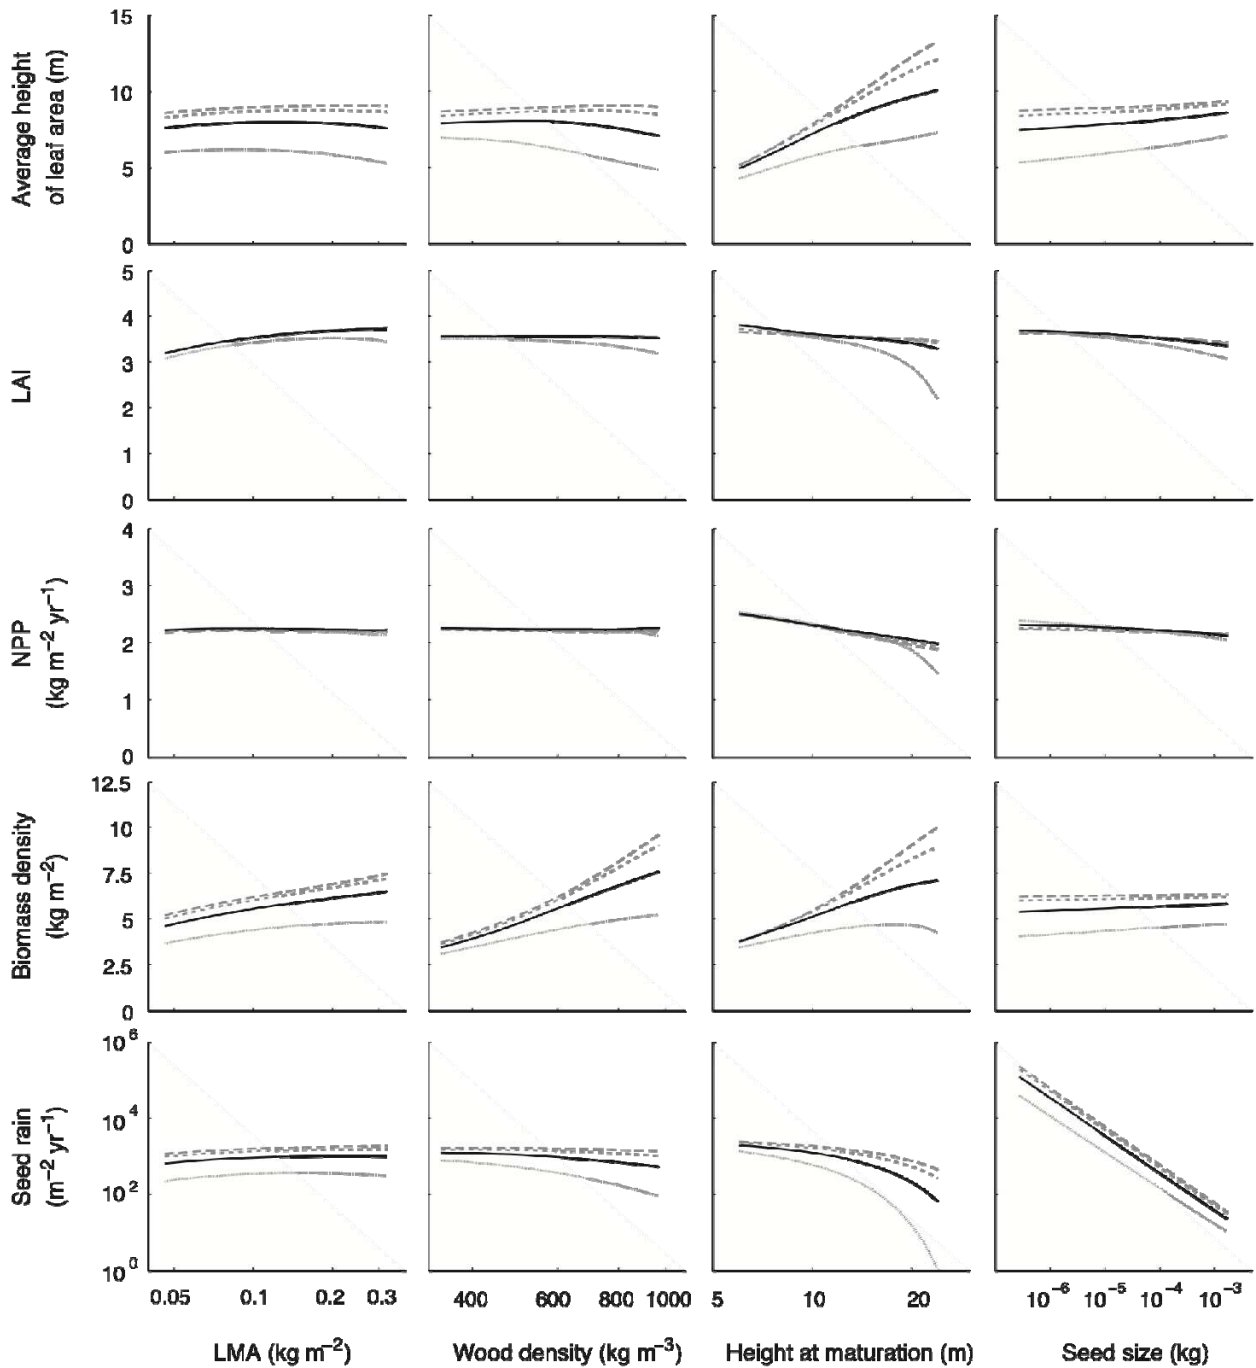 Average height
of leaf area (m)
15
10
5
0
LAI
5
4
3
2
1
0
NPP
(kg m−2 yr−1)
4
3
2
1
0
Biomass density
(kg m−2)
12.5
10
7.5
5
2.5
0
Seed rain
(m−2 yr−1)
10^6
10^4
10^2
10^0
0.05 0.1 0.2 0.3
400 600 800 1000
5 10 20
10^−6 10^−5 10^−4 10^−3
LMA (kg m−2)
Wood density (kg m−3)
Height at maturation (m)
Seed size (kg)